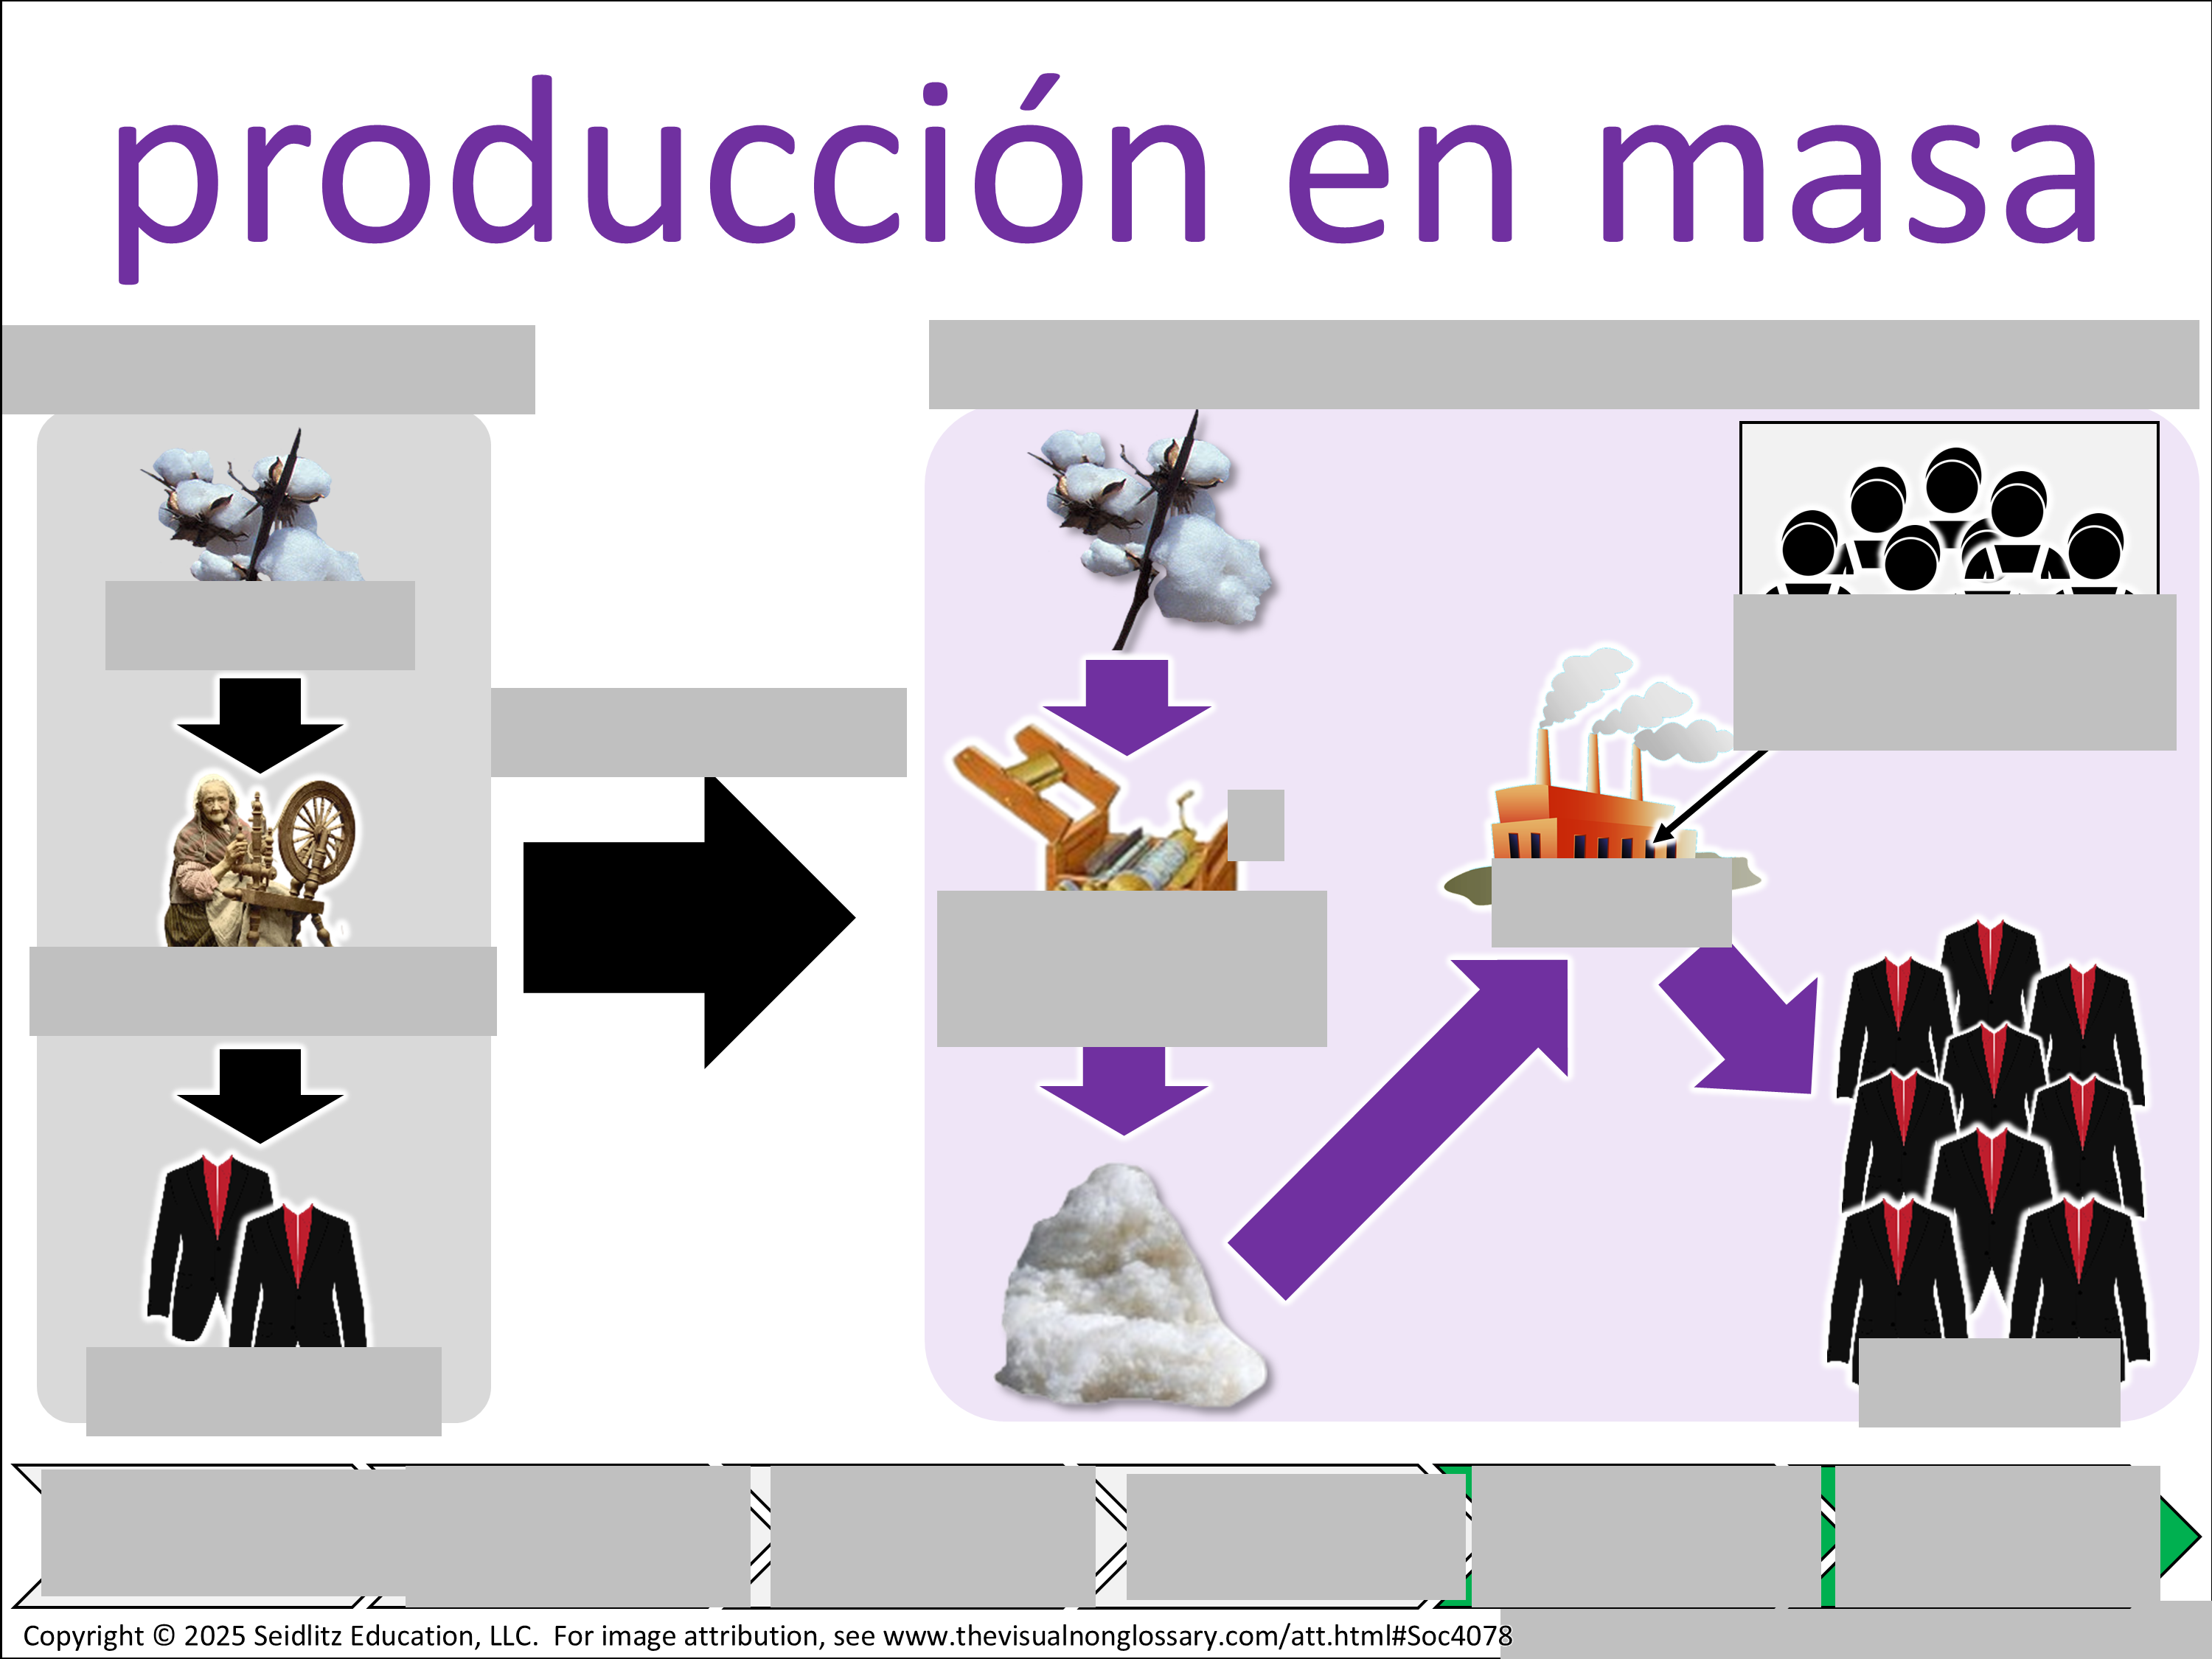 producción en masa
Copyright © 2025 Seidlitz Education, LLC.  For image attribution, see www.thevisualnonglossary.com/att.html#Soc4078